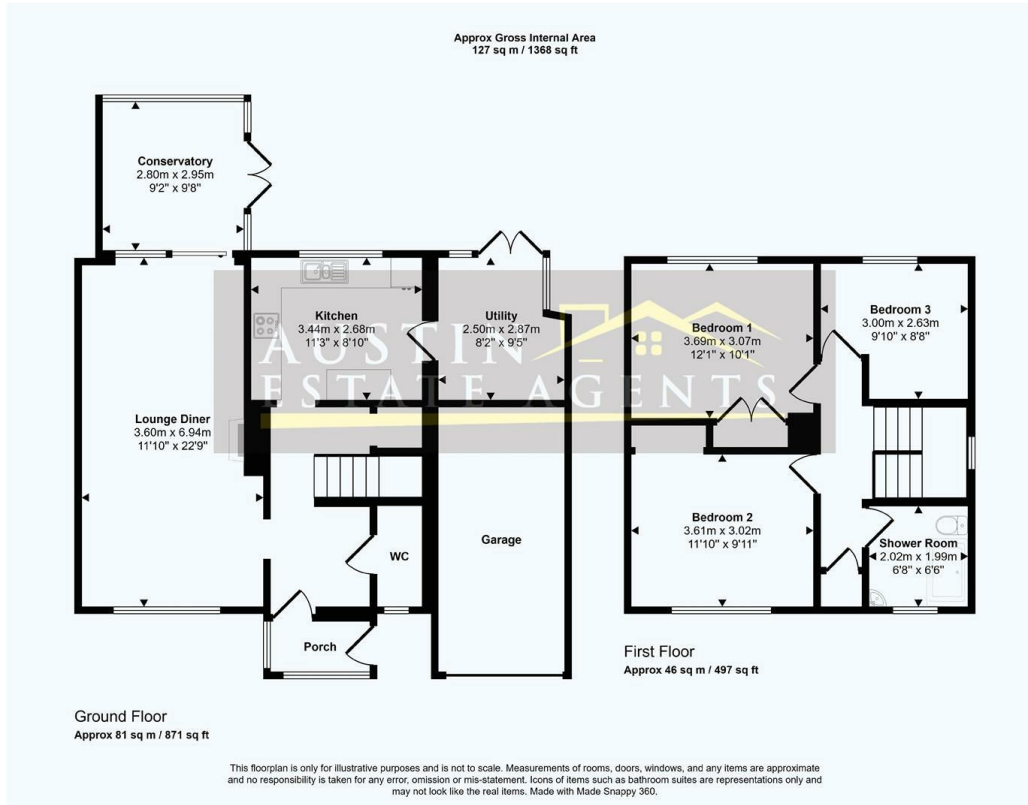 Approx Gross Internal Area
127 sq m / 1368 sq ft
Conservatory
2.80m x 2.95m
9'2" x 9'8"
Kitchen
3.44m x 2.68m
11'3" x 8'10"
Utility
2.50m x 2.87m
8'2" x 9'5"
Bedroom 1
3.69m x 3.07m
12'1" x 10'1"
Bedroom 3
3.00m x 2.63m
9'10" x 8'8"
AUSTIN
ESTATE AGENTS
Lounge Diner
3.60m x 6.94m
11'10" x 22'9"
Garage
WC
Bedroom 2
3.61m x 3.02m
11'10" x 9'11"
Shower Room
2.02m x 1.99m
6'8" x 6'6"
Porch
First Floor
Approx 46 sq m / 497 sq ft
Ground Floor
Approx 81 sq m / 871 sq ft
This floorplan is only for illustrative purposes and is not to scale. Measurements of rooms, doors, windows, and any items are approximate
and no responsibility is taken for any error, omission or mis-statement. Icons of items such as bathroom suites are representations only and
may not look like the real items. Made with Made Snappy 360.